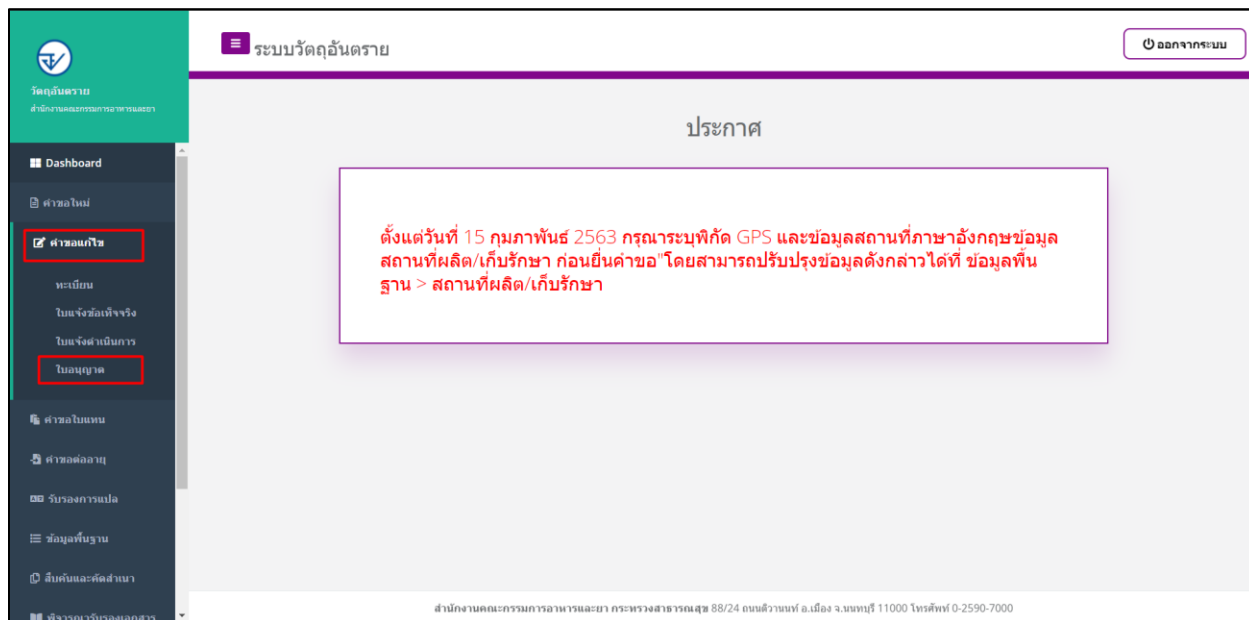 วัตถุอันตราย
สำนักงานคณะกรรมการอาหารและยา
Dashboard
คำขอใหม่
คำขอแก้ไข
ทะเบียน
ใบแจ้งข้อเท็จจริง
ใบแจ้งดำเนินการ
ใบอนุญาต
คำขอใบแทน
คำขอต่ออายุ
รับรองการแปล
ข้อมูลพื้นฐาน
สืบค้นและคัดสำเนา
พิจารณารับรองเอกสาร
ระบบวัตถุอันตราย
ออกจากระบบ
ประกาศ
ตั้งแต่วันที่ 15 กุมภาพันธ์ 2563 กรุณาระบุพิกัด GPS และข้อมูลสถานที่ภาษาอังกฤษข้อมูล
สถานที่ผลิต/เก็บรักษา ก่อนยื่นคำขอ"โดยสามารถปรับปรุงข้อมูลดังกล่าวได้ที่ ข้อมูลพื้น
ฐาน > สถานที่ผลิต/เก็บรักษา
สำนักงานคณะกรรมการอาหารและยา กระทรวงสาธารณสุข 88/24 ถนนติวานนท์ อ.เมือง จ.นนทบุรี 11000 โทรศัพท์ 0-2590-7000